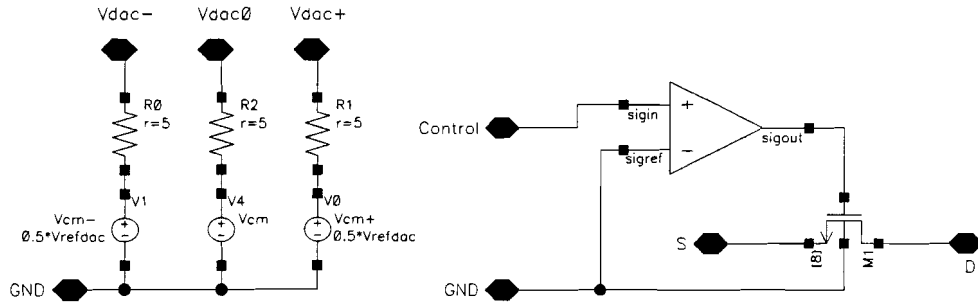 Vdac-
Vdac0
Vdac+
R0
r=5
R2
r=5
R1
r=5
V1
Vcm-
0.5*Vrefdac
V4
Vcm
V0
Vcm+
0.5*Vrefdac
GND
Control
sigin
+
sigref
−
sigout
S
(8)
M1
D
GND